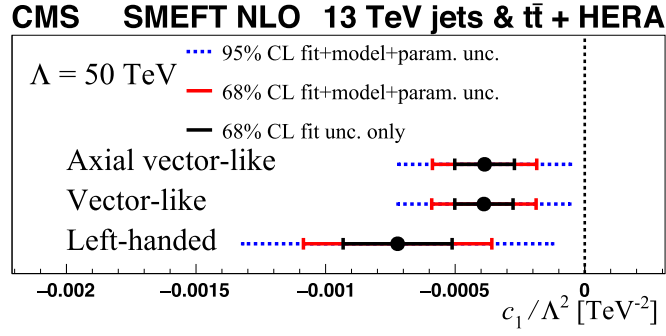 CMS SMEFT NLO 13 TeV jets & tt̄ + HERA
95% CL fit+model+param. unc.
Λ = 50 TeV
68% CL fit+model+param. unc.
68% CL fit unc. only
Axial vector-like
Vector-like
Left-handed
−0.002 −0.0015 −0.001 −0.0005 0
c₁/Λ² [TeV⁻²]